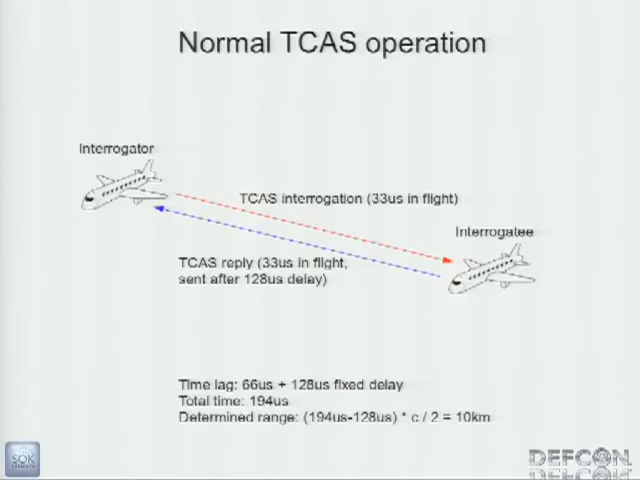 Normal TCAS operation
Interrogator
TCAS interrogation (33us in flight)
Interrogatee
TCAS reply (33us in flight,
sent after 128us delay)
Time lag: 66us + 128us fixed delay
Total time: 194us
Determined range: (194us-128us) * c / 2 = 10km
SOK
DEFCON